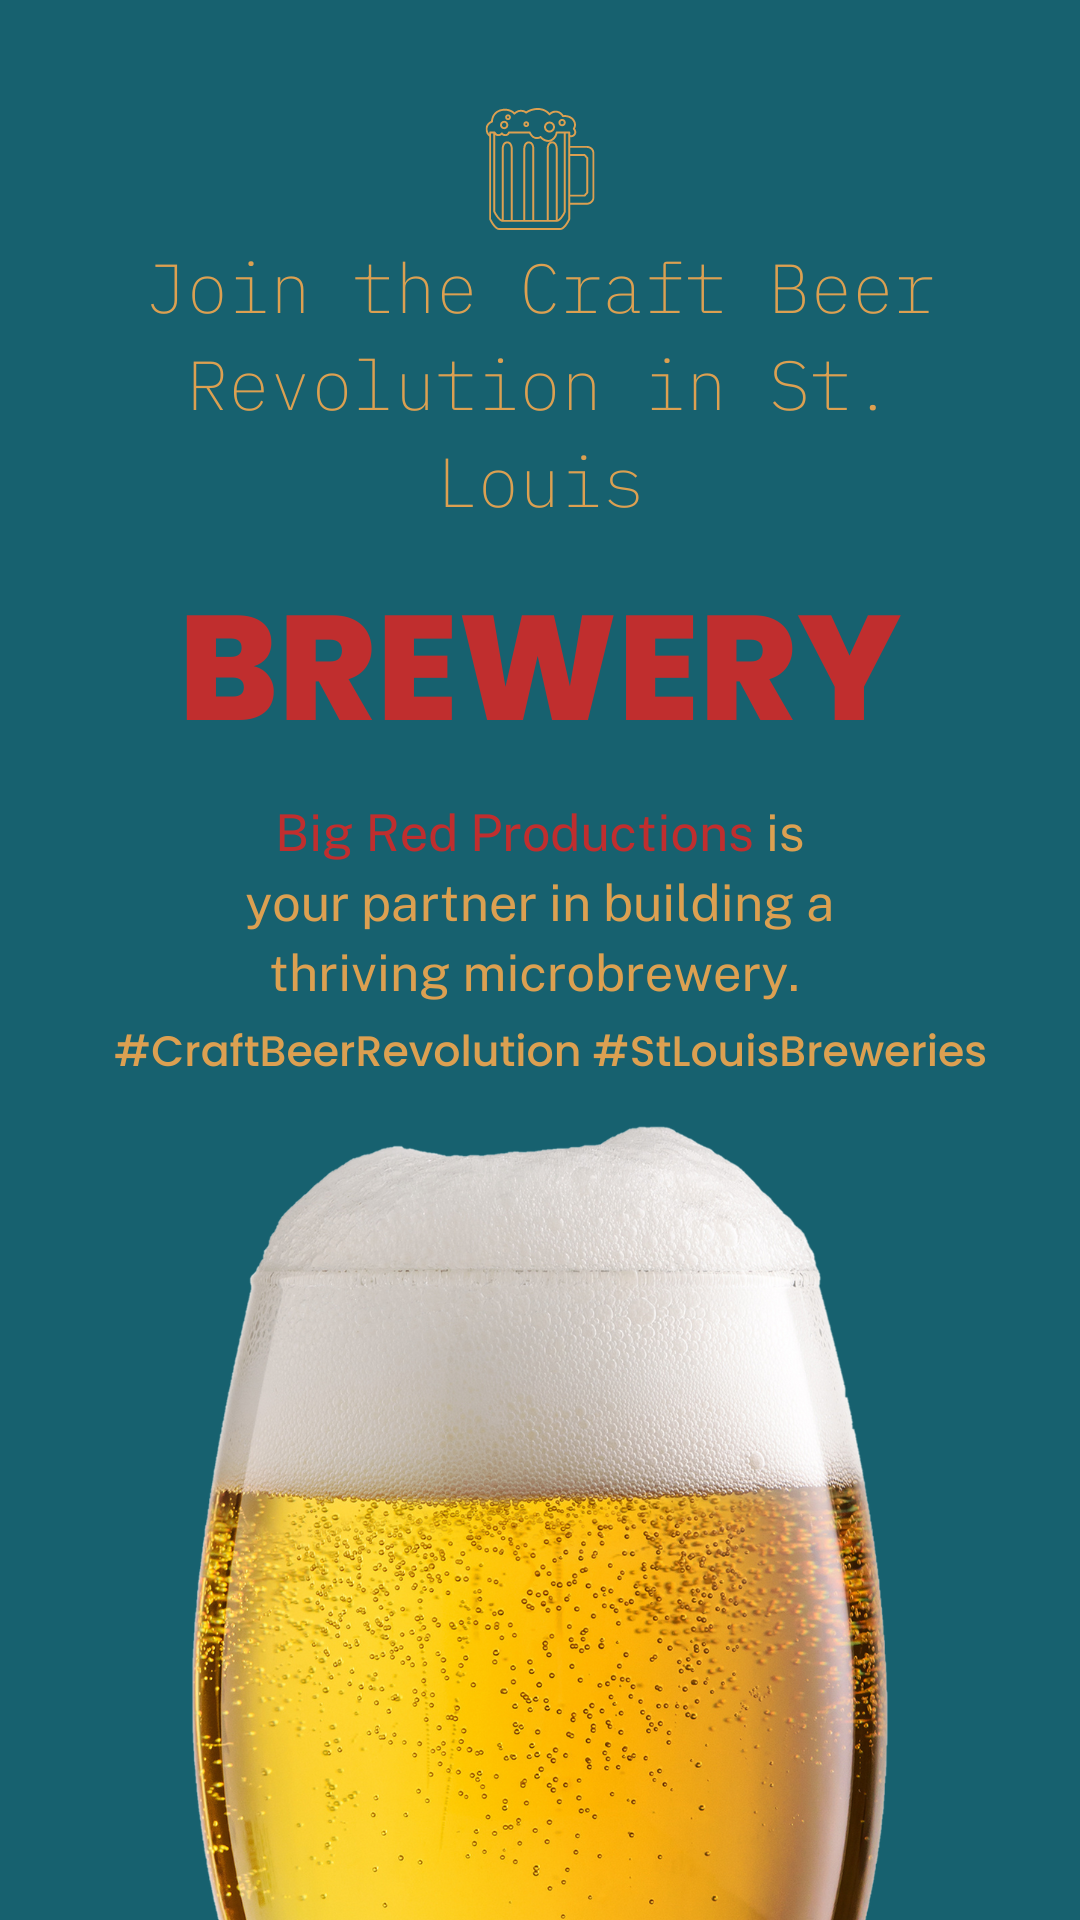 Join the Craft Beer
Revolution in St.
Louis
BREWERY
Big Red Productions is
your partner in building a
thriving microbrewery.
#CraftBeerRevolution #StLouisBreweries